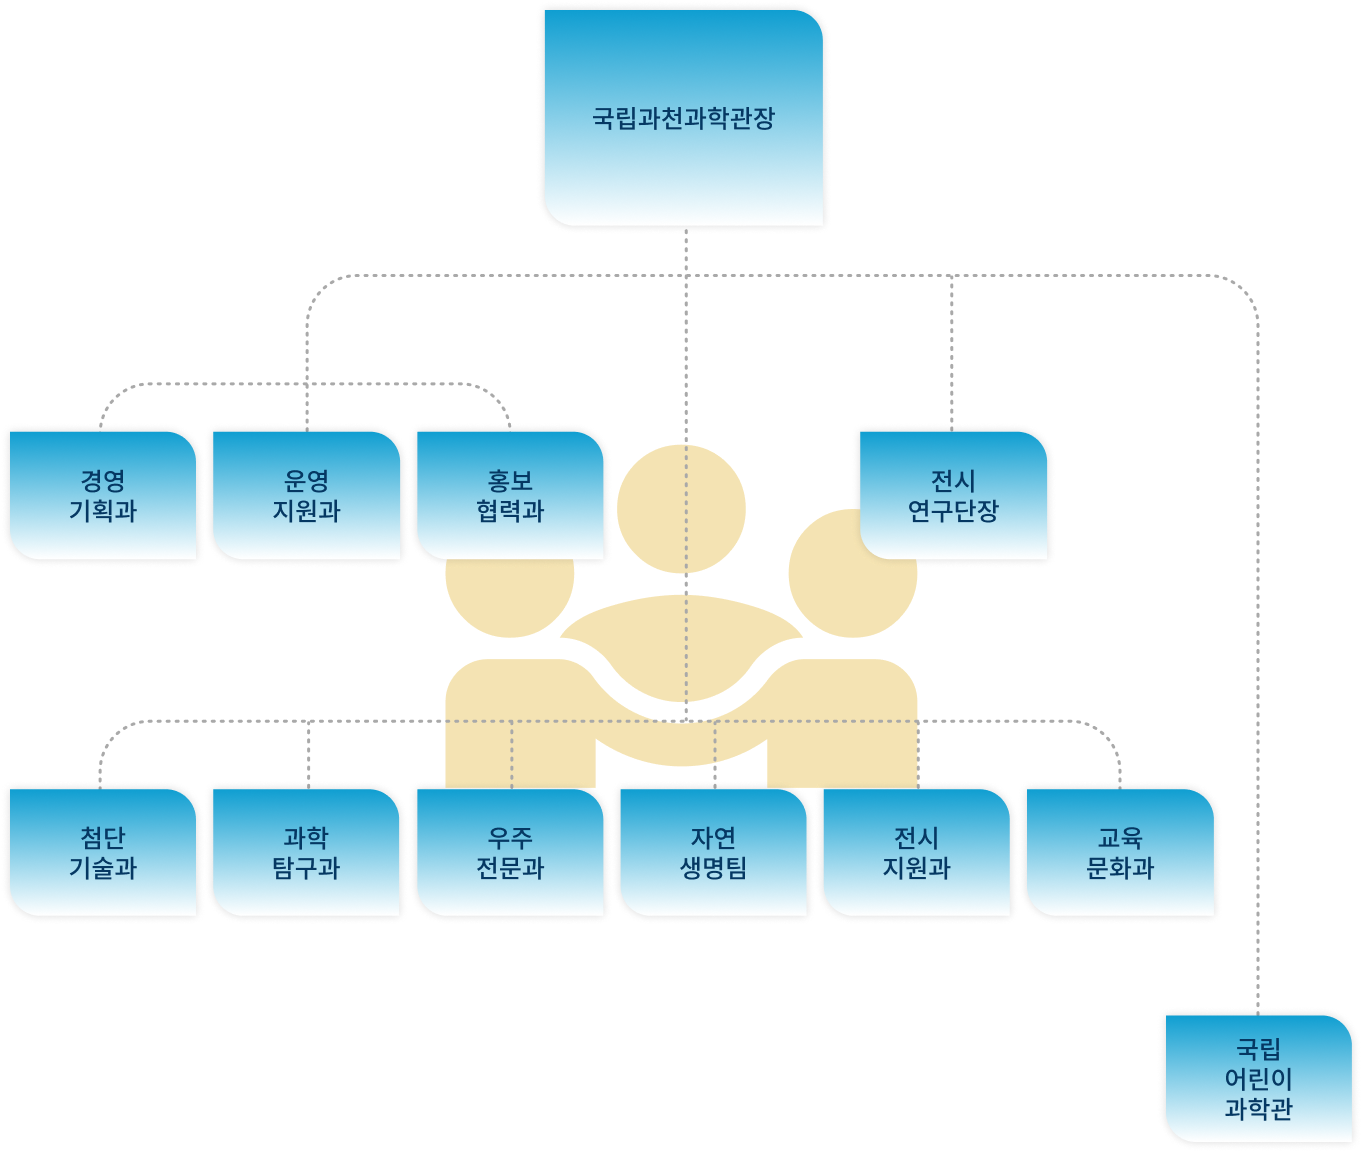 국립과천과학관장
경영
기획과
운영
지원과
홍보
협력과
전시
연구단장
첨단
기술과
과학
탐구과
우주
전문과
자연
생명팀
전시
지원과
교육
문화과
국립
어린이
과학관